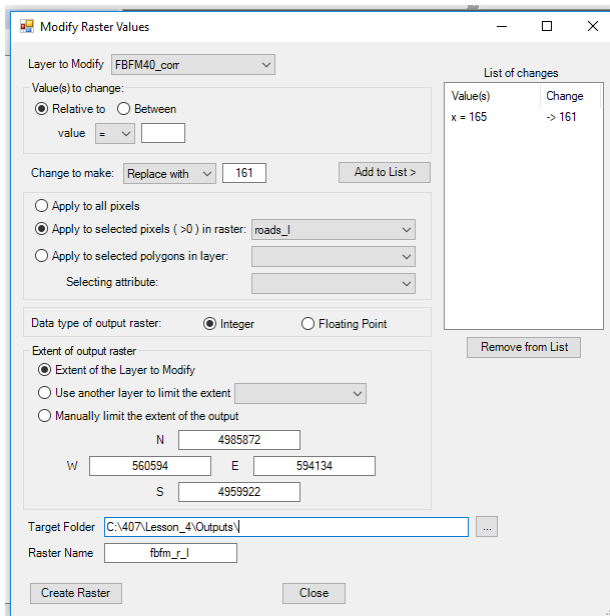 Modify Raster Values
Layer to Modify FBFM40_corr
List of changes
Value(s) to change:
Value(s) Change
Relative to Between
x = 165 -> 161
value =
Change to make: Replace with 161 Add to List >
Apply to all pixels
Apply to selected pixels ( >0 ) in raster: roads_l
Apply to selected polygons in layer:
Selecting attribute:
Data type of output raster: Integer Floating Point
Remove from List
Extent of output raster
Extent of the Layer to Modify
Use another layer to limit the extent
Manually limit the extent of the output
N 4985872
W 560594 E 594134
S 4959922
Target Folder C:\407\Lesson_4\Outputs\ ...
Raster Name fbfm_r_l
Create Raster Close